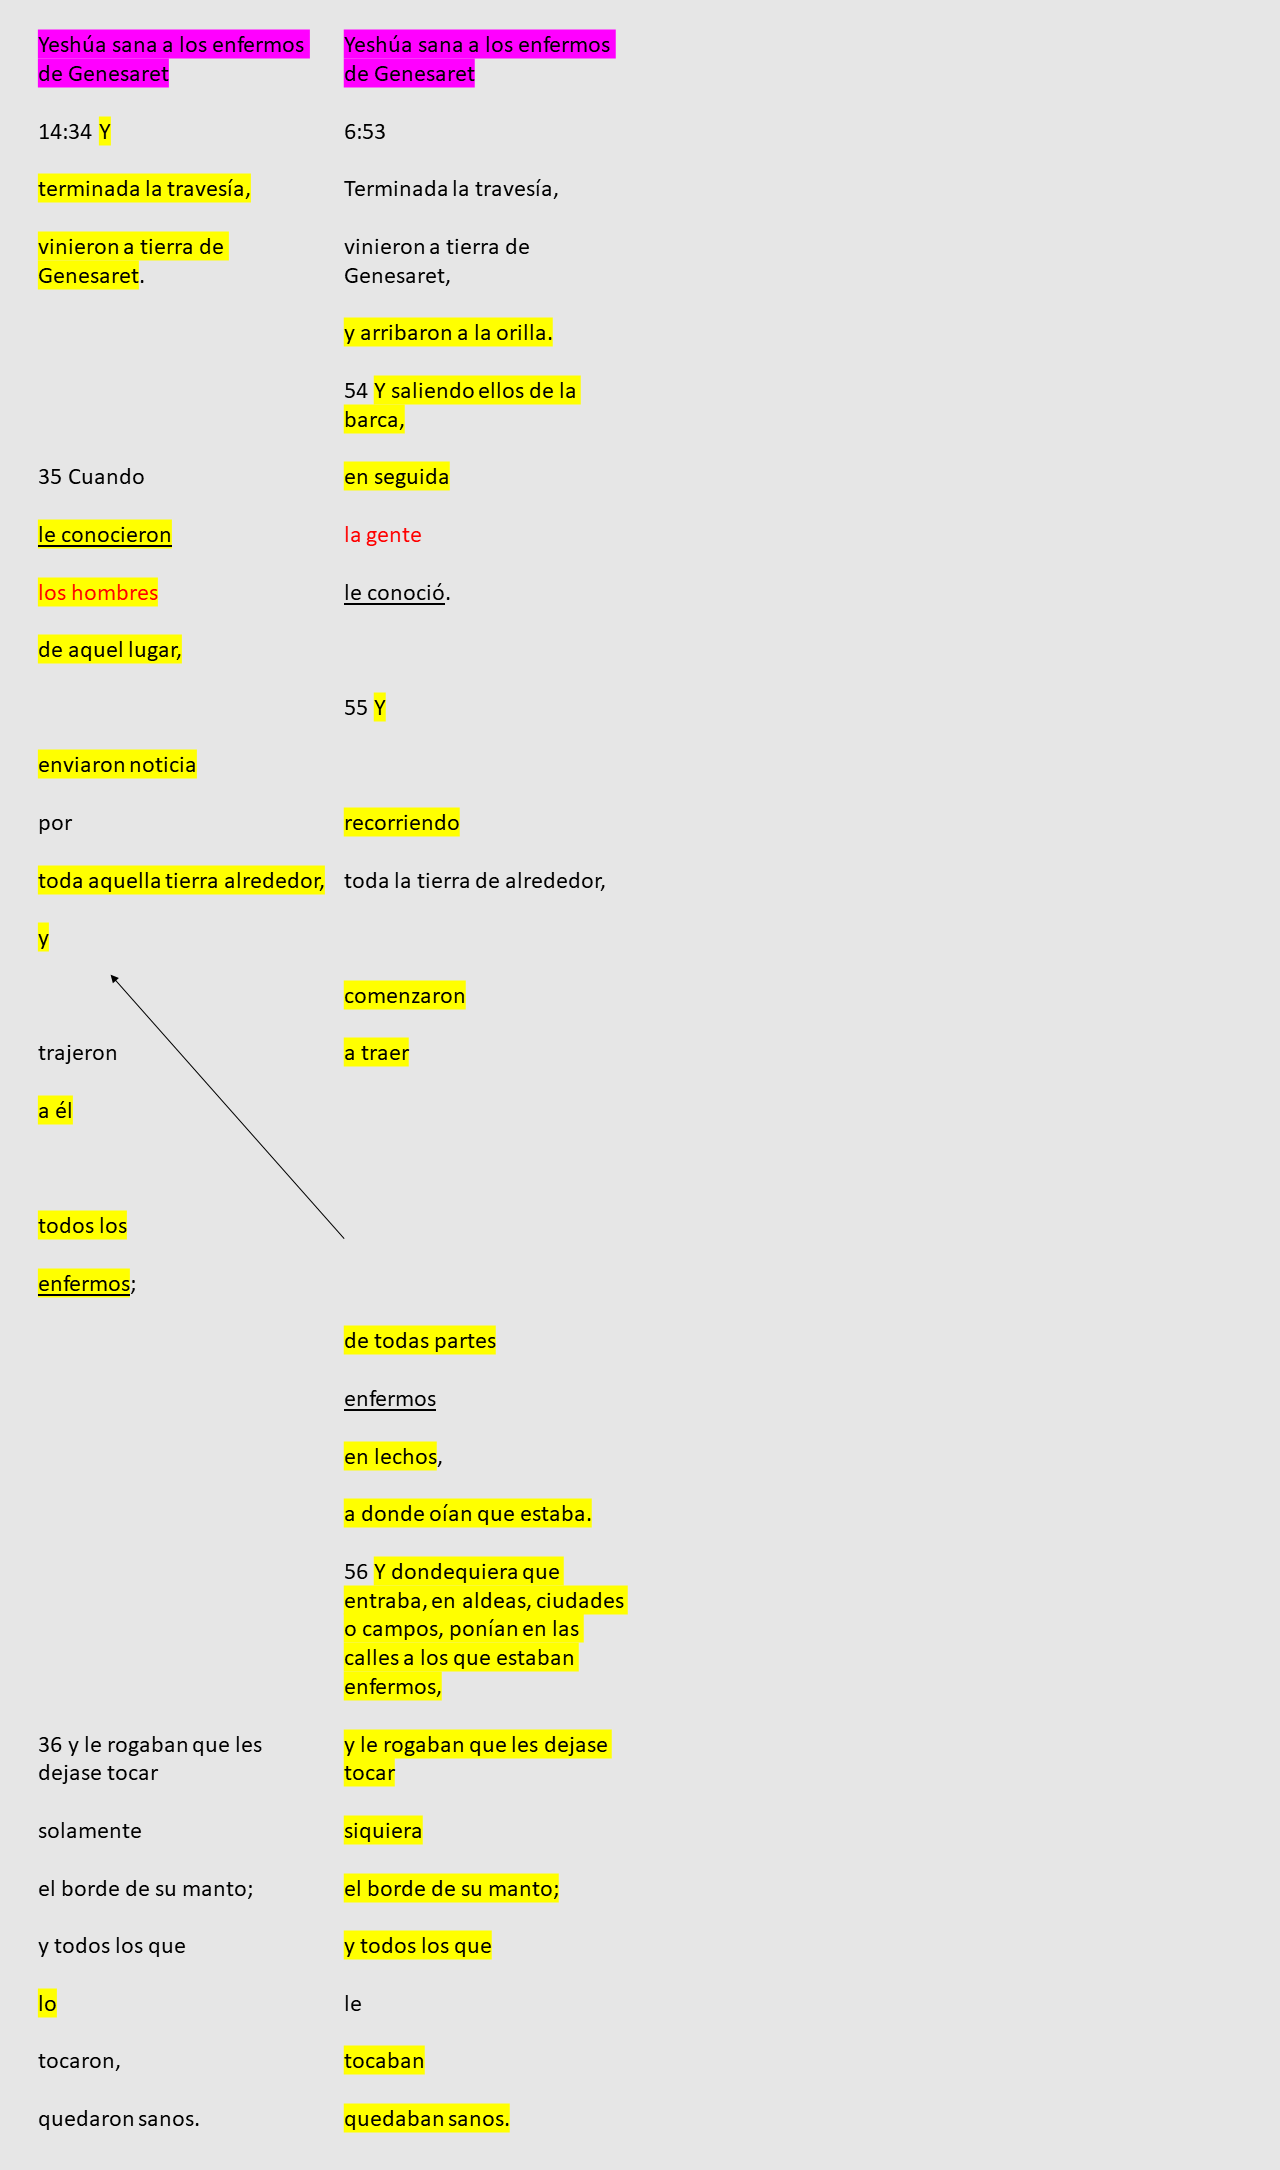 Yeshúa sana a los enfermos
de Genesaret
14:34 Y
terminada la travesía,
vinieron a tierra de
Genesaret.
35 Cuando
le conocieron
los hombres
de aquel lugar,
enviaron noticia
por
toda aquella tierra alrededor,
y
trajeron
a él
todos los
enfermos;
36 y le rogaban que les
dejase tocar
solamente
el borde de su manto;
y todos los que
lo
tocaron,
quedaron sanos.
Yeshúa sana a los enfermos
de Genesaret
6:53
Terminada la travesía,
vinieron a tierra de
Genesaret,
y arribaron a la orilla.
54 Y saliendo ellos de la
barca,
en seguida
la gente
le conoció.
55 Y
recorriendo
toda la tierra de alrededor,
comenzaron
a traer
de todas partes
enfermos
en lechos,
a donde oían que estaba.
56 Y dondequiera que
entraba, en aldeas, ciudades
o campos, ponían en las
calles a los que estaban
enfermos,
y le rogaban que les dejase
tocar
siquiera
el borde de su manto;
y todos los que
le
tocaban
quedaban sanos.